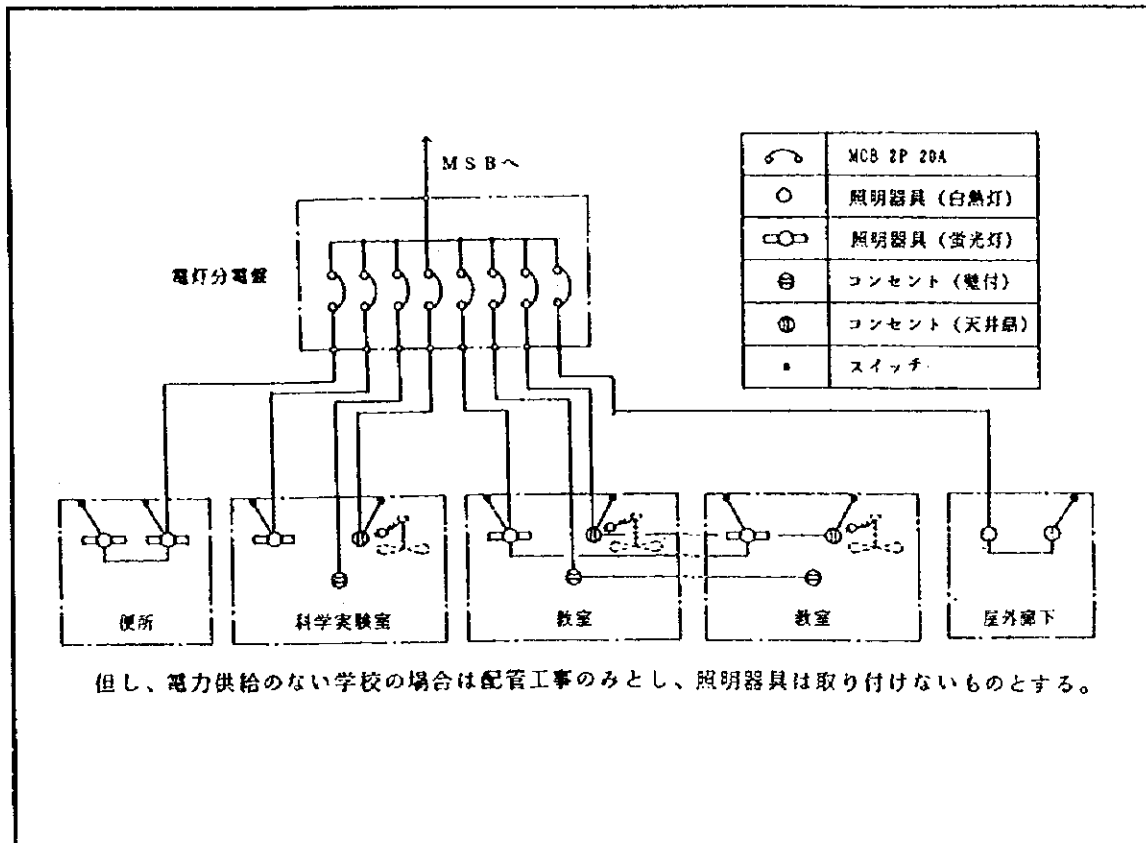 MSBへ
電灯分電盤
MCB 2P 20A
照明器具 (白熱灯)
照明器具 (蛍光灯)
コンセント (壁付)
コンセント (天井扇)
スイッチ
便所
科学実験室
教室
教室
屋外廊下
但し、電力供給のない学校の場合は配管工事のみとし、照明器具は取り付けないものとする。